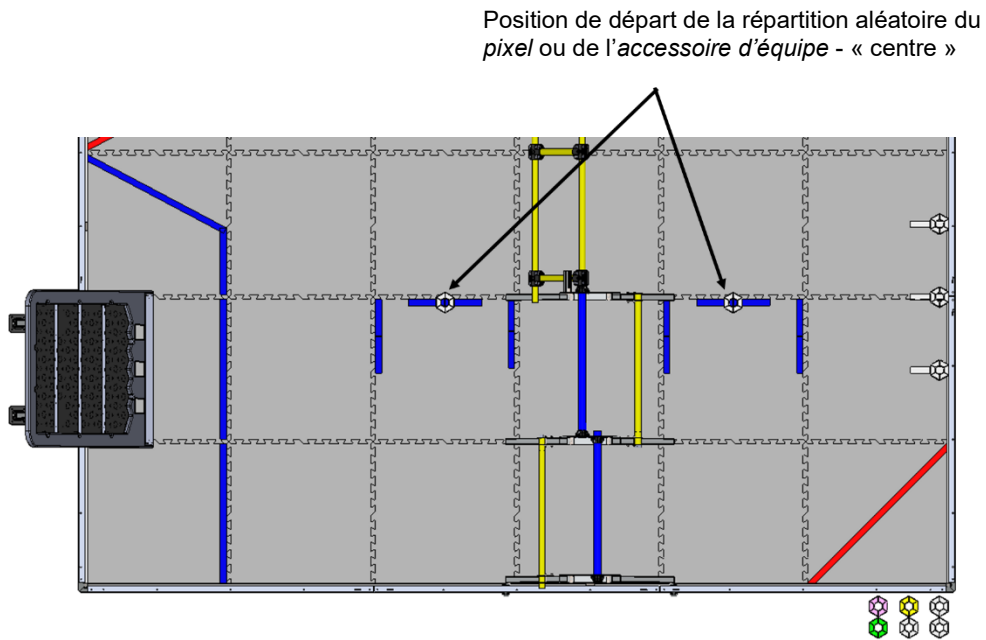 Position de départ de la répartition aléatoire du
pixel ou de l’accessoire d’équipe - « centre »